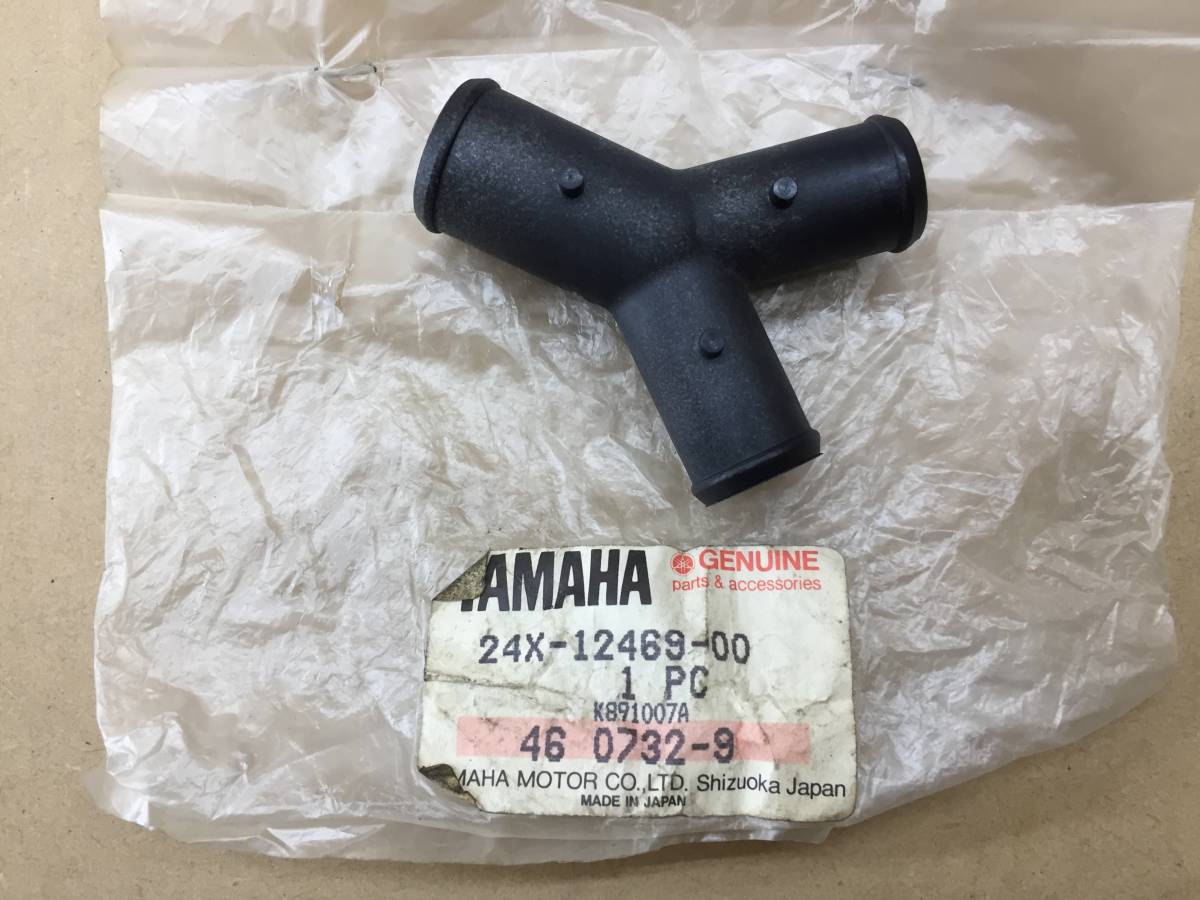 YAMAHA GENUINE
parts & accessories
24X-12469-00
1 PC
K891007A
46 0732-9
MAHA MOTOR CO.,LTD. Shizuoka Japan
MADE IN JAPAN